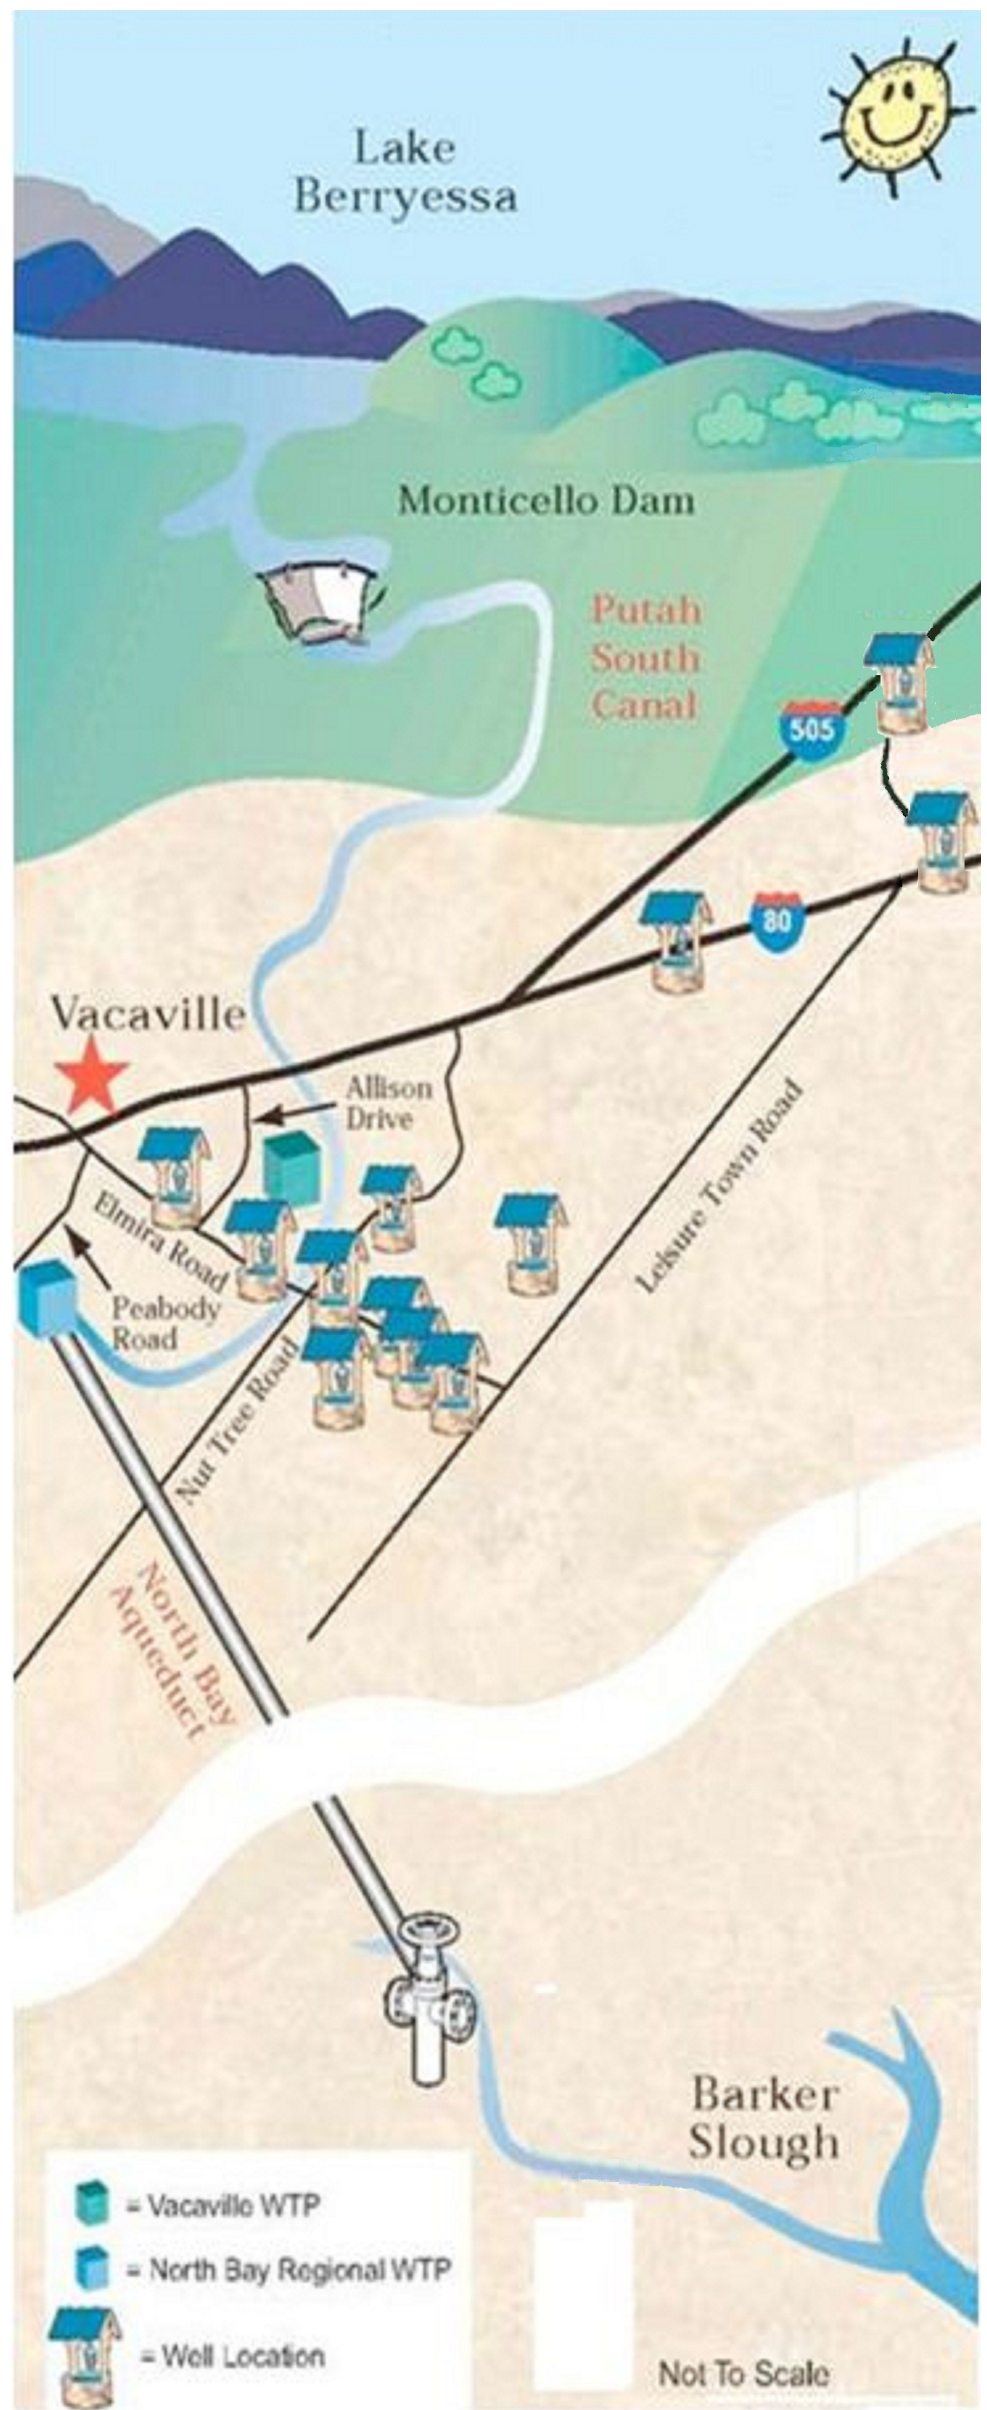 Lake
Berryessa
Monticello Dam
Putah
South
Canal
505
80
Vacaville
Allison
Drive
Leisure Town Road
Elmira Road
Peabody
Road
Nut Tree Road
North Bay
Aqueduct
Barker
Slough
= Vacaville WTP
= North Bay Regional WTP
= Well Location
Not To Scale